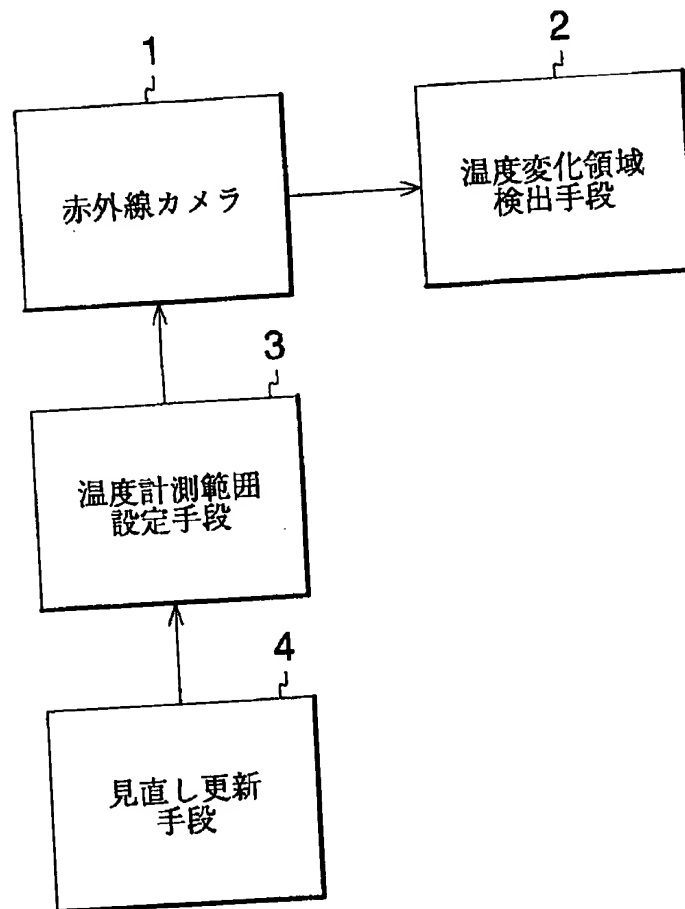 1
赤外線カメラ
2
温度変化領域
検出手段
3
温度計測範囲
設定手段
4
見直し更新
手段